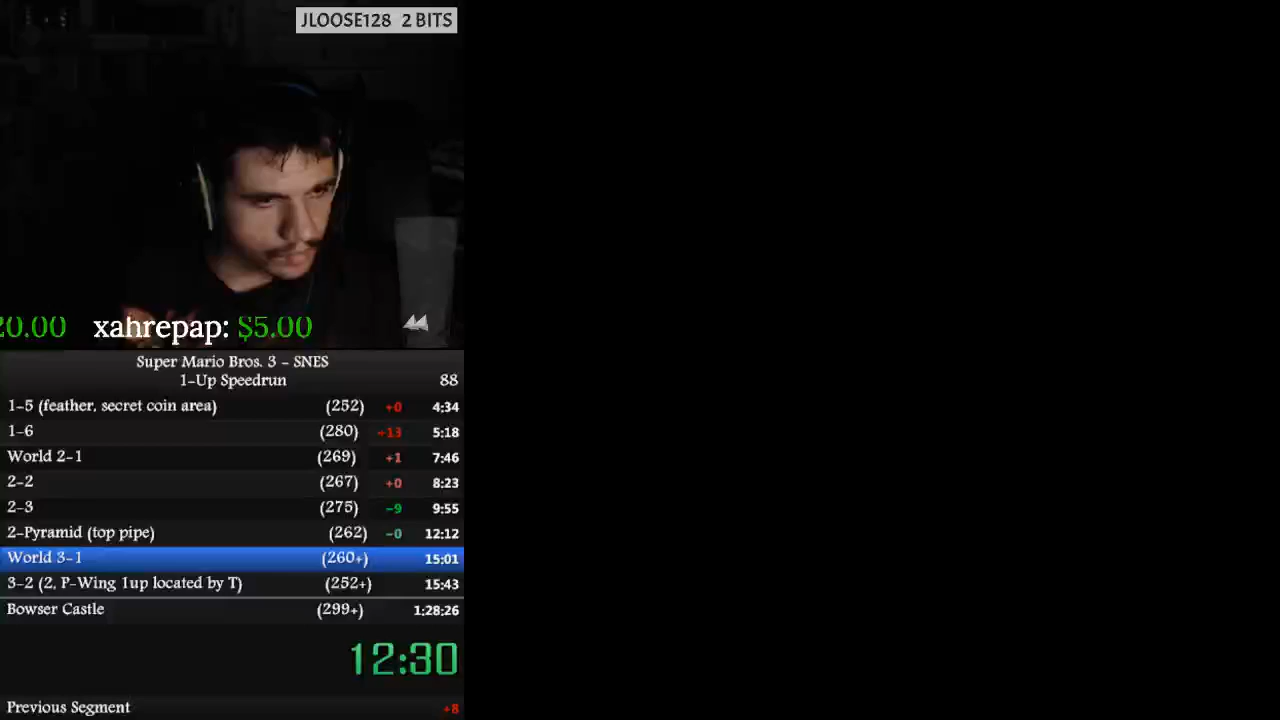 JLOOSE128 2 BITS
20.00 xahrepap: $5.00
Super Mario Bros. 3 - SNES
1-Up Speedrun 88
1-5 (feather, secret coin area) (252) +0 4:34
1-6 (280) +13 5:18
World 2-1 (269) +1 7:46
2-2 (267) +0 8:23
2-3 (275) -9 9:55
2-Pyramid (top pipe) (262) -0 12:12
World 3-1 (260+) 15:01
3-2 (2, P-Wing 1up located by T) (252+) 15:43
Bowser Castle (299+) 1:28:26
12:30
Previous Segment +8